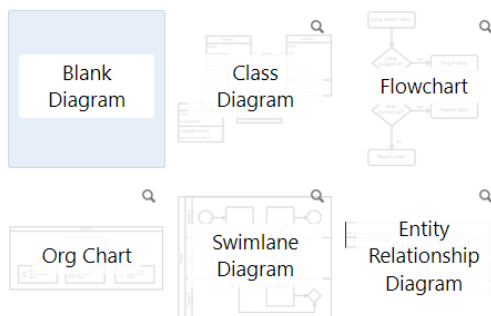 Blank
Diagram
Class
Diagram
Flowchart
Org Chart
Swimlane
Diagram
Entity
Relationship
Diagram